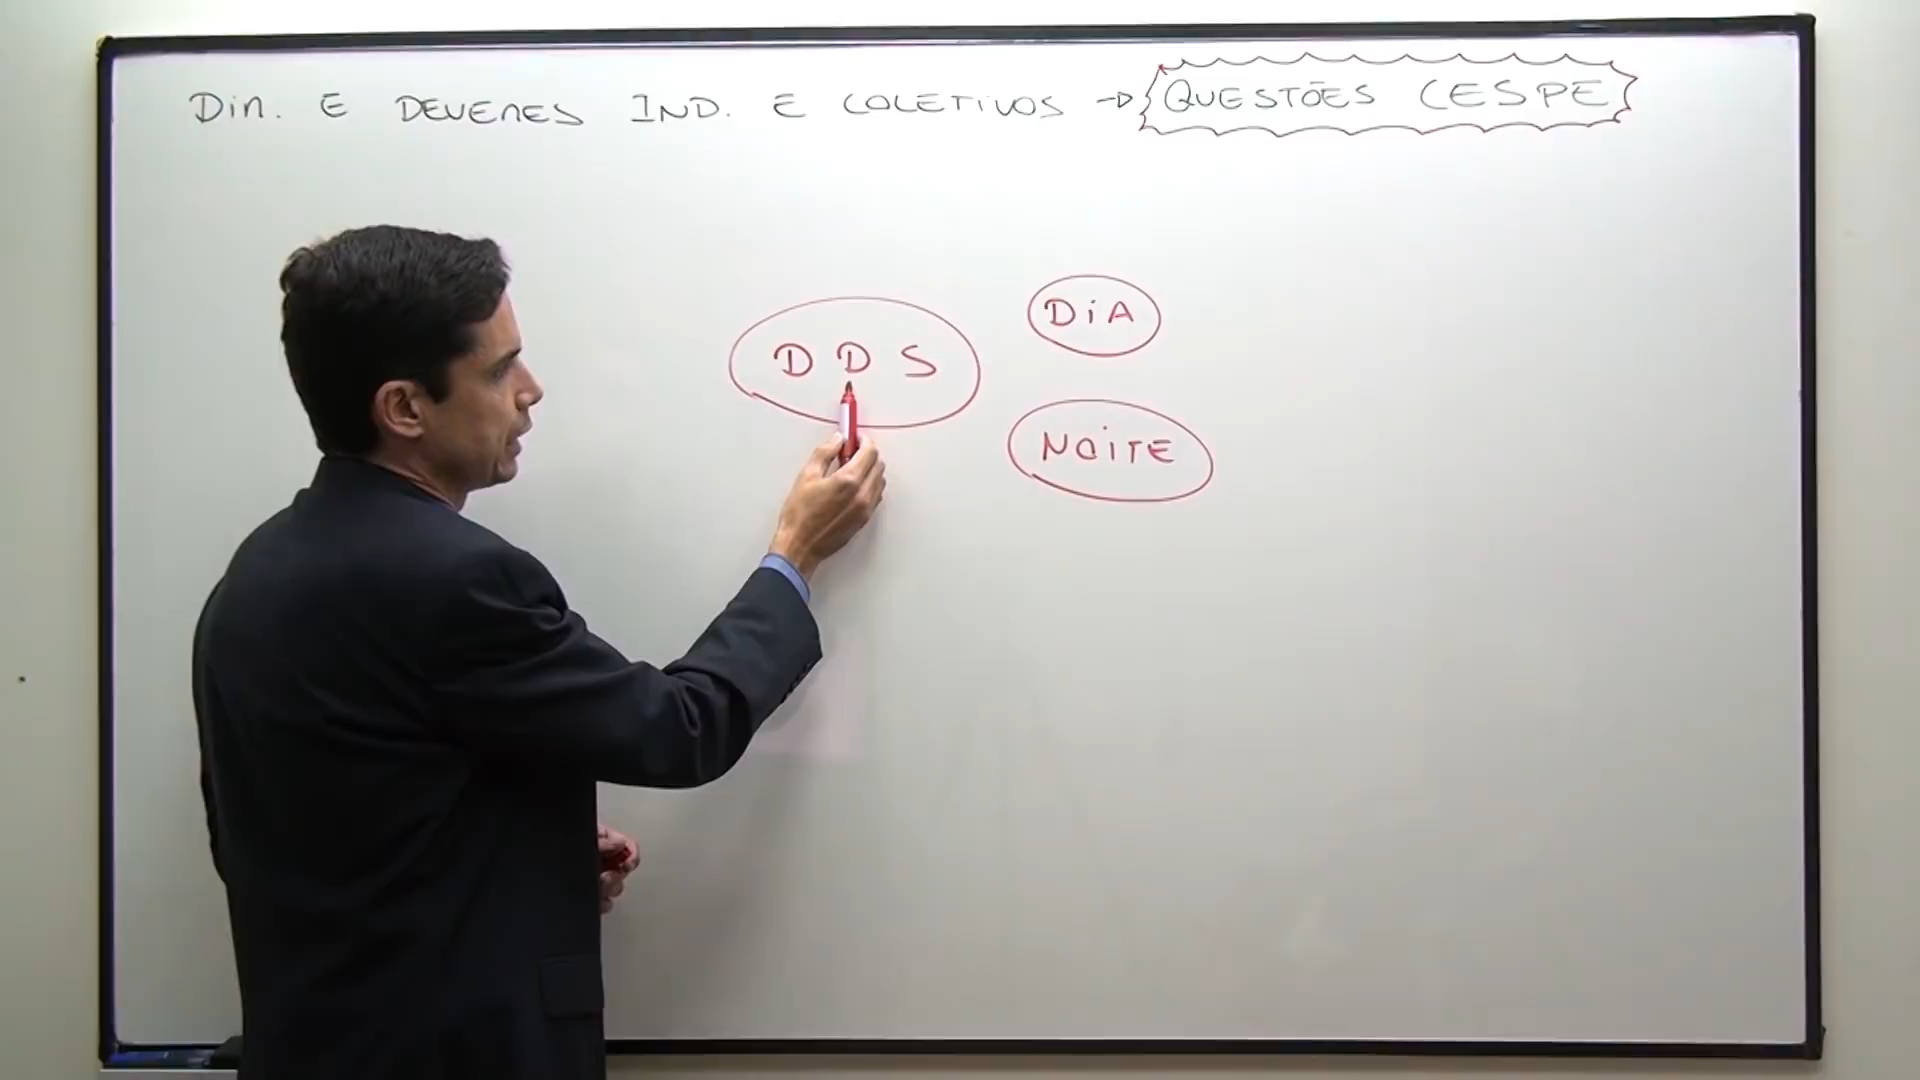 Dir. E DEVERES IND. E COLETIVOS → QUESTÕES CESPE
DDS
DiA
NOiTE